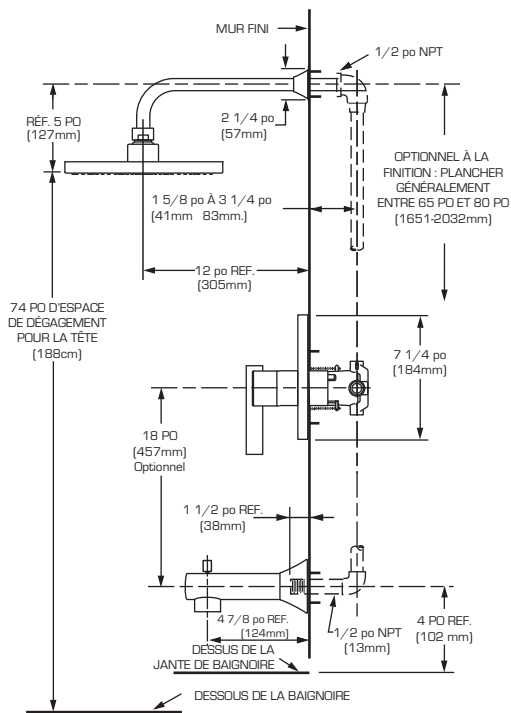 MUR FINI
1/2 po NPT
RÉF. 5 PO
(127mm)
2 1/4 po
(57mm)
OPTIONNEL À LA
FINITION : PLANCHER
GÉNÉRALEMENT
ENTRE 65 PO ET 80 PO
(1651-2032mm)
1 5/8 po À 3 1/4 po
(41mm 83mm.)
12 po REF.
(305mm)
74 PO D'ESPACE
DE DÉGAGEMENT
POUR LA TÊTE
(188cm)
7 1/4 po
(184mm)
18 PO
(457mm)
Optionnel
1 1/2 po REF.
(38mm)
4 7/8 po REF.
(124mm)
1/2 po NPT
(13mm)
4 PO REF.
(102 mm)
DESSUS DE LA
JANTE DE BAIGNOIRE
DESSOUS DE LA BAIGNOIRE